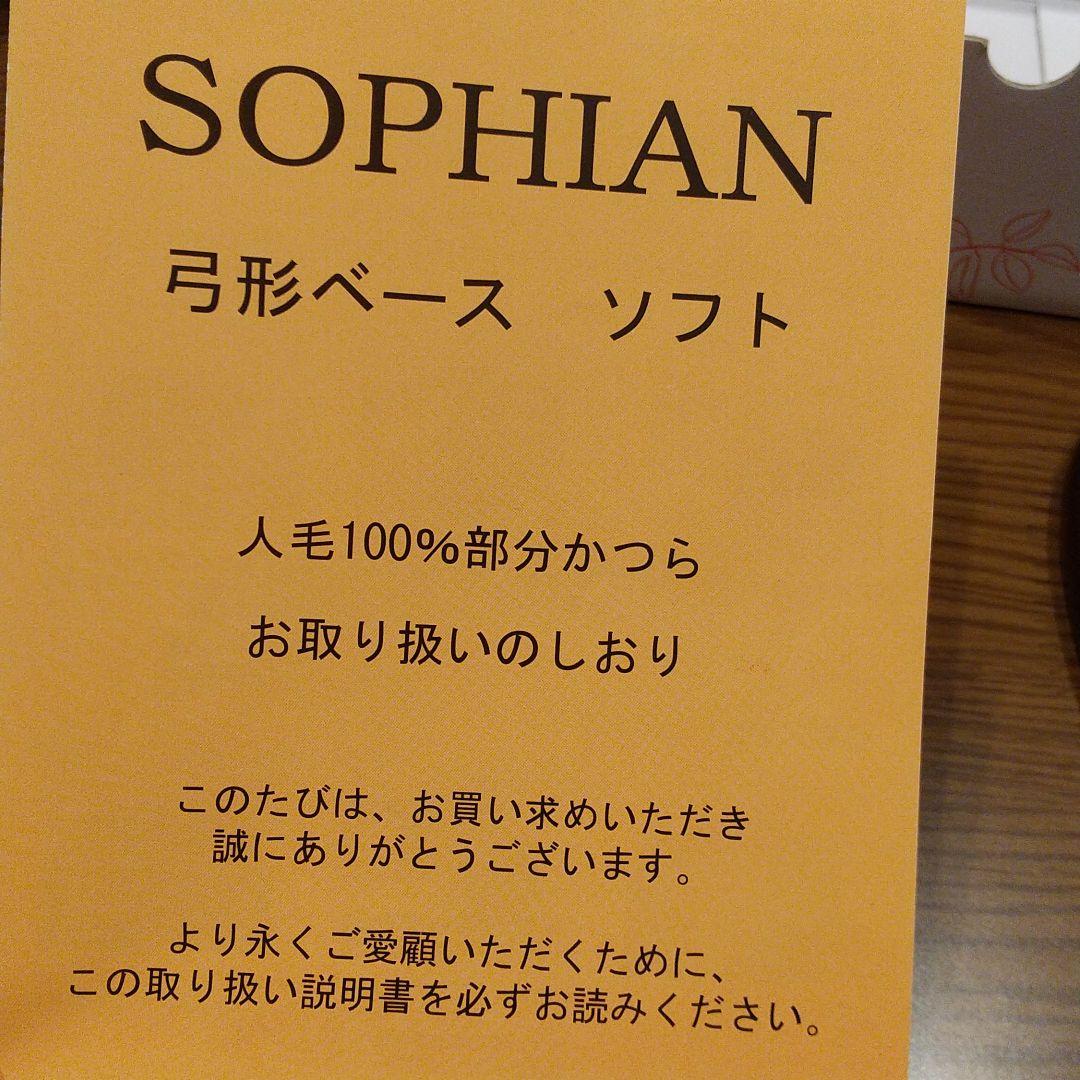 SOPHIAN
弓形ベース　ソフト
人毛100%部分かつら
お取り扱いのしおり
このたびは、お買い求めいただき
誠にありがとうございます。
より永くご愛顧いただくために、
この取り扱い説明書を必ずお読みください。